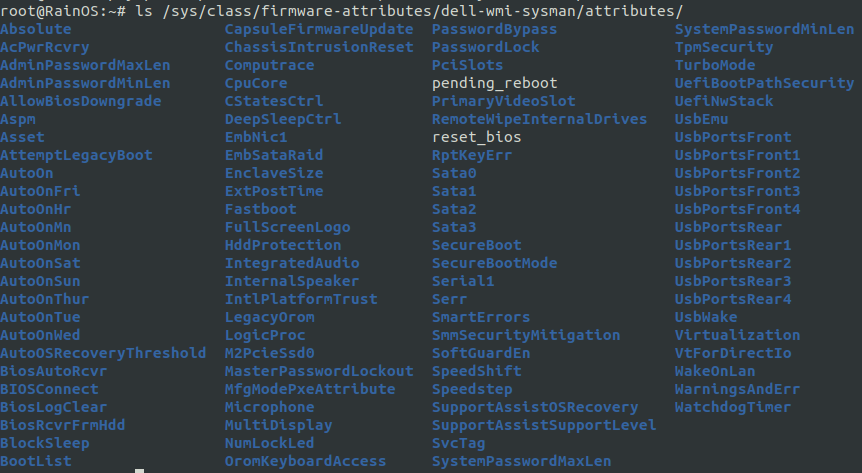 root@RainOS:~# ls /sys/class/firmware-attributes/dell-wmi-sysman/attributes/
Absolute CapsuleFirmwareUpdate PasswordBypass SystemPasswordMinLen
AcPwrRcvry ChassisIntrusionReset PasswordLock TpmSecurity
AdminPasswordMaxLen Computrace PciSlots TurboMode
AdminPasswordMinLen CpuCore pending_reboot UefiBootPathSecurity
AllowBiosDowngrade CStatesCtrl PrimaryVideoSlot UefiNwStack
Aspm DeepSleepCtrl RemoteWipeInternalDrives UsbEmu
Asset EmbNic1 reset_bios UsbPortsFront
AttemptLegacyBoot EmbSataRaid RptKeyErr UsbPortsFront1
AutoOn EnclaveSize Sata0 UsbPortsFront2
AutoOnFri ExtPostTime Sata1 UsbPortsFront3
AutoOnHr Fastboot Sata2 UsbPortsFront4
AutoOnMn FullScreenLogo Sata3 UsbPortsRear
AutoOnMon HddProtection SecureBoot UsbPortsRear1
AutoOnSat IntegratedAudio SecureBootMode UsbPortsRear2
AutoOnSun InternalSpeaker Serial1 UsbPortsRear3
AutoOnThur IntlPlatformTrust Serr UsbPortsRear4
AutoOnTue LegacyOrom SmartErrors UsbWake
AutoOnWed LogicProc SmmSecurityMitigation Virtualization
AutoOSRecoveryThreshold M2PcieSsd0 SoftGuardEn VtForDirectIo
BiosAutoRcvr MasterPasswordLockout SpeedShift WakeOnLan
BIOSConnect MfgModePxeAttribute Speedstep WarningsAndErr
BiosLogClear Microphone SupportAssistOSRecovery WatchdogTimer
BiosRcvrFrmHdd MultiDisplay SupportAssistSupportLevel
BlockSleep NumLockLed SvcTag
BootList OromKeyboardAccess SystemPasswordMaxLen